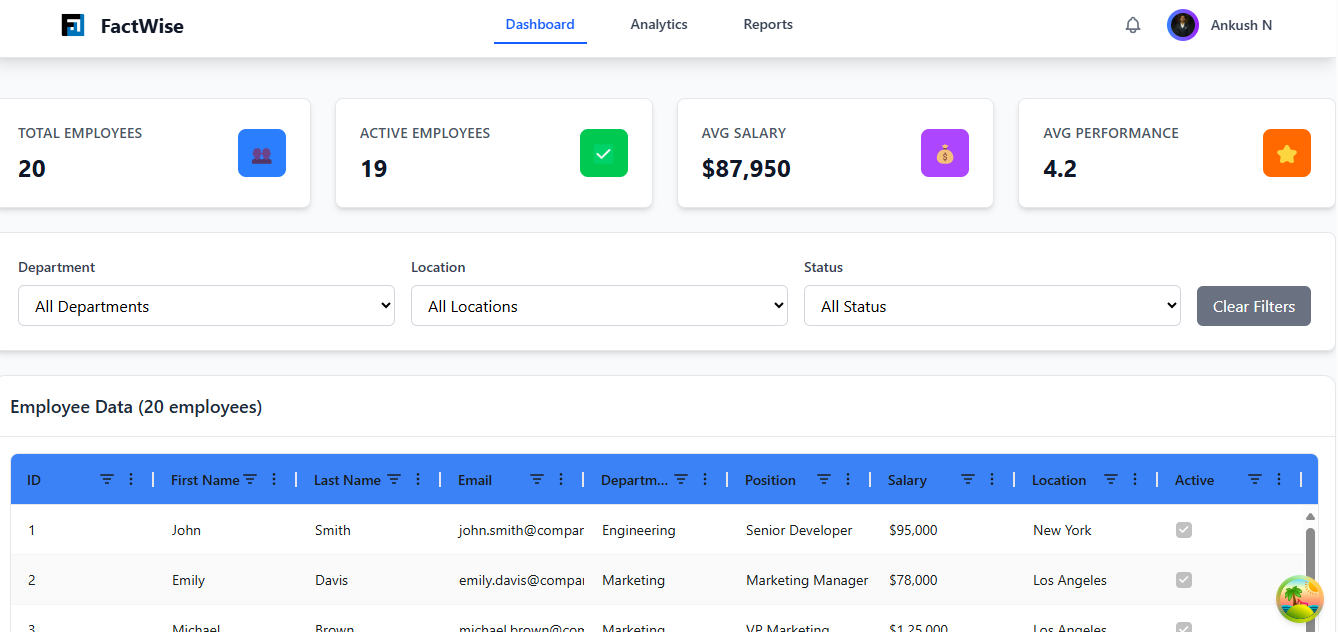 FactWise
Dashboard Analytics Reports
Ankush N
TOTAL EMPLOYEES
20
ACTIVE EMPLOYEES
19
AVG SALARY
$87,950
AVG PERFORMANCE
4.2
Department
All Departments
Location
All Locations
Status
All Status
Clear Filters
Employee Data (20 employees)
ID First Name Last Name Email Departm... Position Salary Location Active
1 John Smith john.smith@compar Engineering Senior Developer $95,000 New York
2 Emily Davis emily.davis@compa Marketing Marketing Manager $78,000 Los Angeles
3 Michael Brown michael.brown@com Marketing VP Marketing $1,25,000 Los Angeles